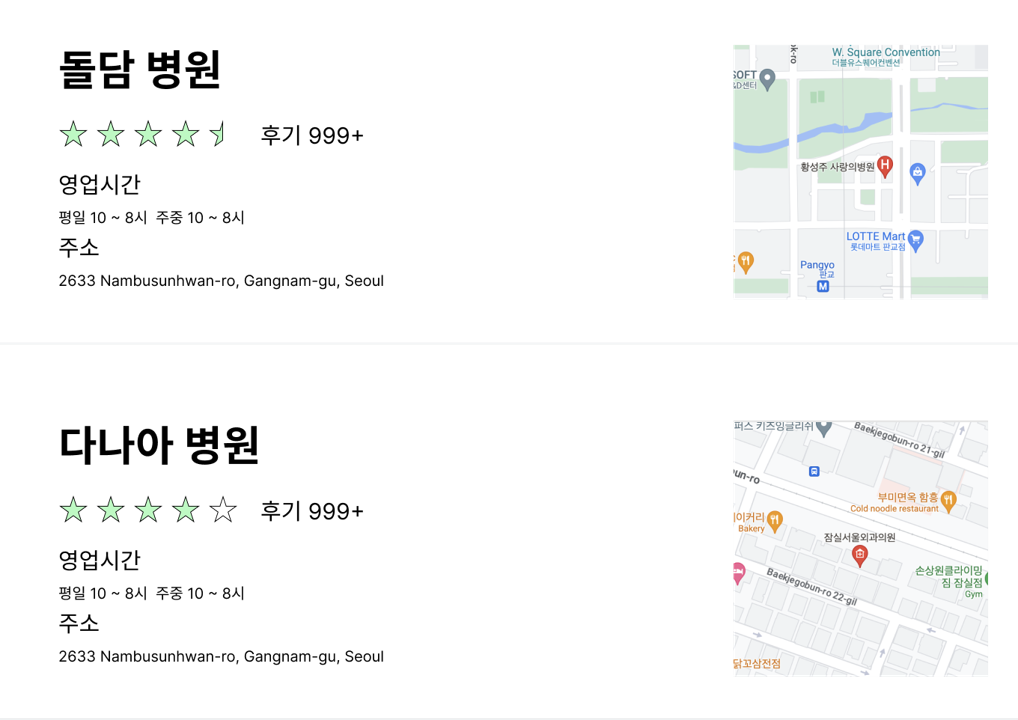 돌담 병원
후기 999+
영업시간
평일 10 ~ 8시 주중 10 ~ 8시
주소
2633 Nambusunhwan-ro, Gangnam-gu, Seoul
k-ro
W. Square Convention
더블유스퀘어컨벤션
SOFT
&D센터
황성주 사랑의병원
H
LOTTE Mart
롯데마트 판교점
Pangyo
판교
M
다나아 병원
후기 999+
영업시간
평일 10 ~ 8시 주중 10 ~ 8시
주소
2633 Nambusunhwan-ro, Gangnam-gu, Seoul
퍼스 키즈잉글리쉬
Baekjegobun-ro 21-gil
un-ro
부미면옥 함흥
Cold noodle restaurant
이커리
Bakery
잠실서울외과의원
손상원클라이밍
짐 잠실점
Gym
Baekjegobun-ro 22-gil
닭꼬삼전점